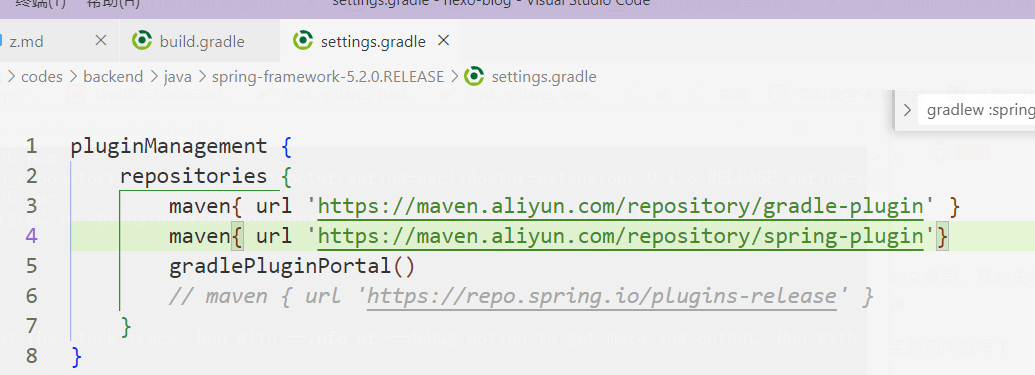 终端(T) 帮助(H) settings.gradle - hexo-blog - Visual Studio Code
z.md × build.gradle settings.gradle ×
> codes > backend > java > spring-framework-5.2.0.RELEASE > settings.gradle
> gradlew :spring
1 pluginManagement {
2 repositories {
3 maven{ url 'https://maven.aliyun.com/repository/gradle-plugin' }
4 maven{ url 'https://maven.aliyun.com/repository/spring-plugin'}
5 gradlePluginPortal()
6 // maven { url 'https://repo.spring.io/plugins-release' }
7 }
8 }